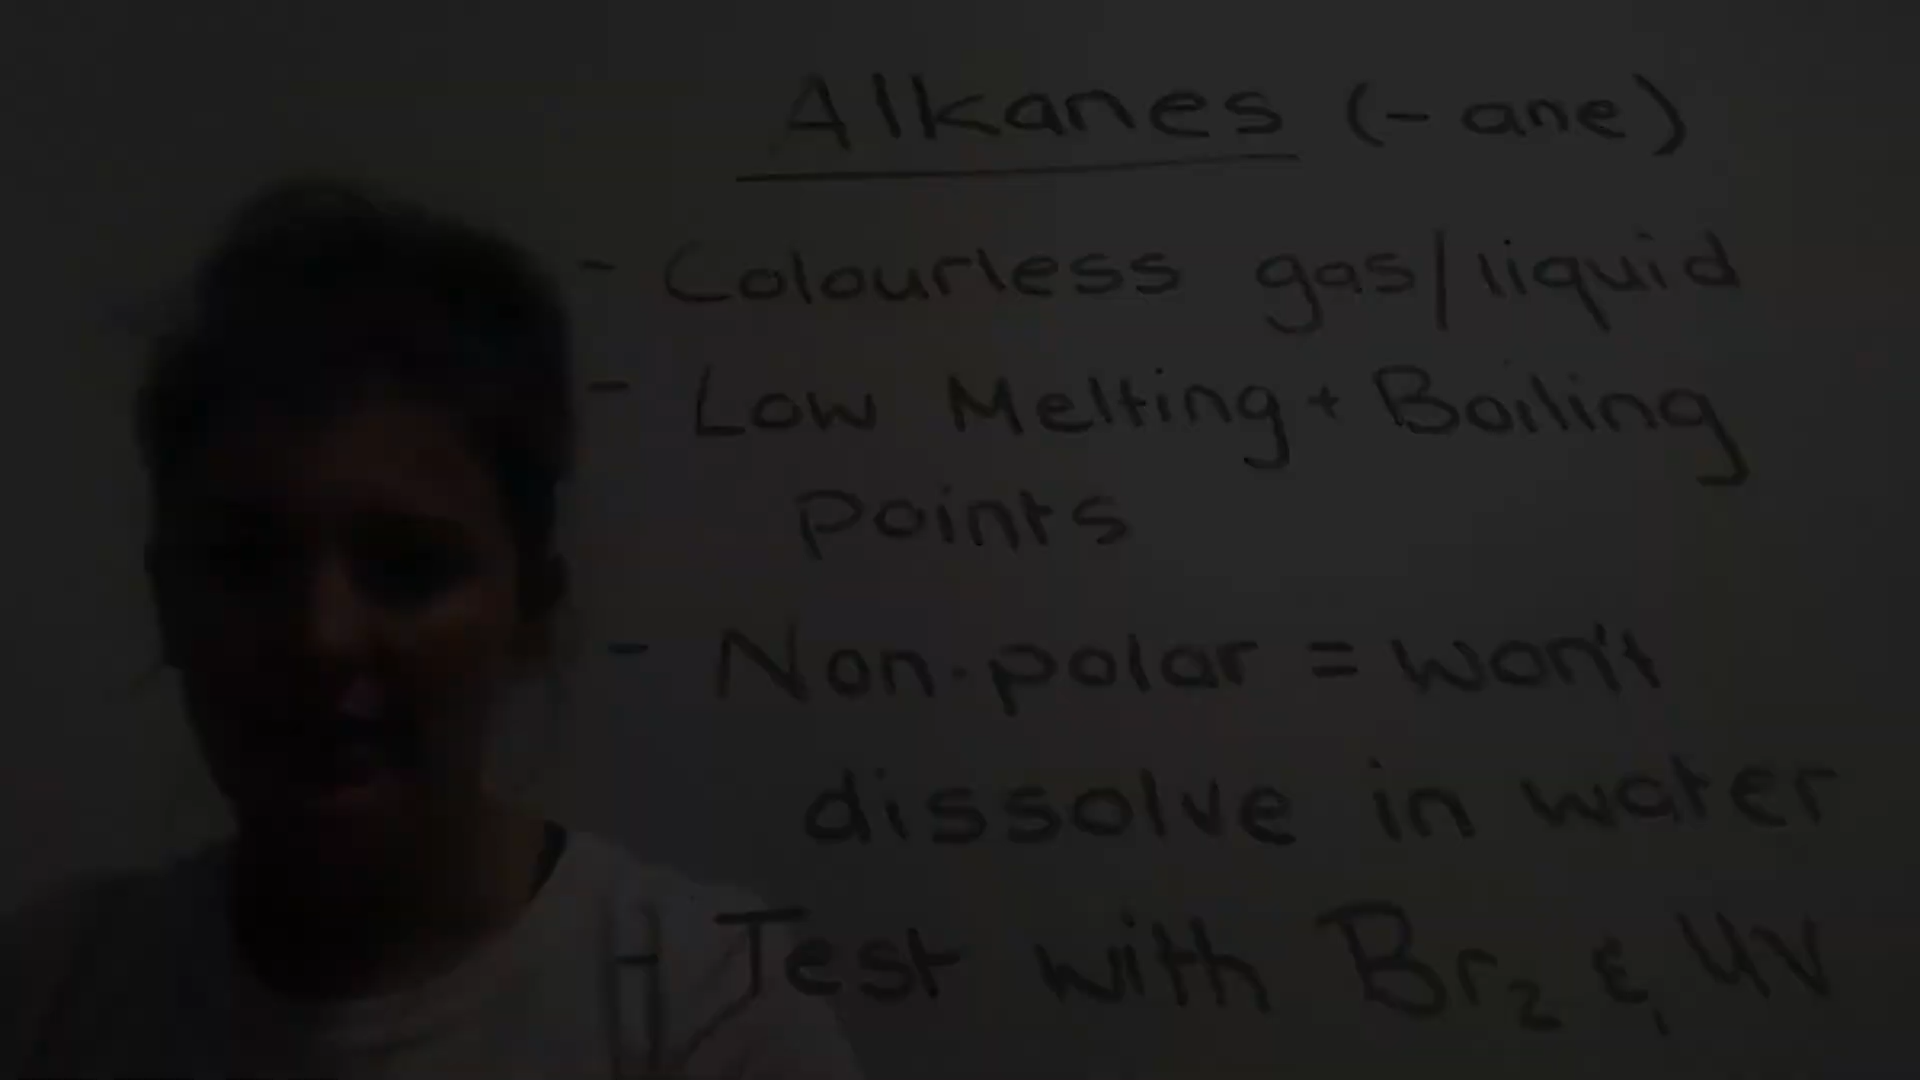 Alkanes (-ane)
- Colourless gas/liquid
- Low Melting + Boiling
points
- Non-polar = won't
dissolve in water
- Test with Br₂ & UV